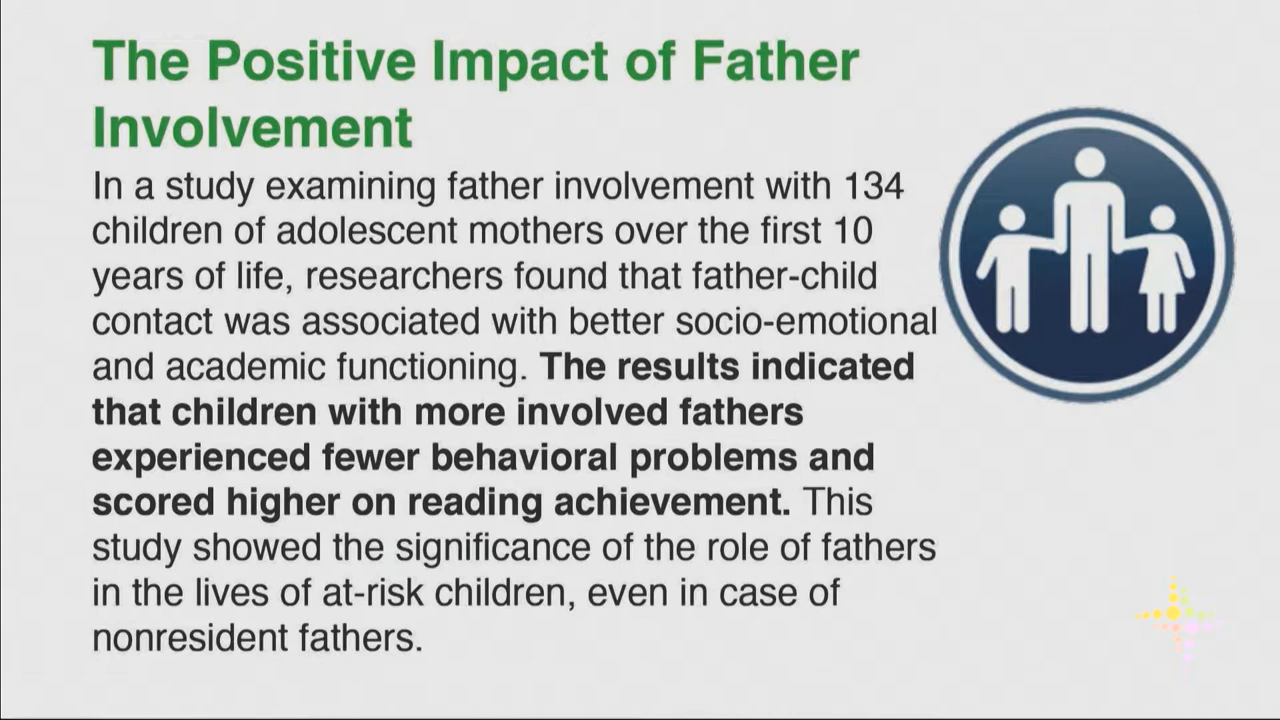 The Positive Impact of Father
Involvement
In a study examining father involvement with 134
children of adolescent mothers over the first 10
years of life, researchers found that father-child
contact was associated with better socio-emotional
and academic functioning. The results indicated
that children with more involved fathers
experienced fewer behavioral problems and
scored higher on reading achievement. This
study showed the significance of the role of fathers
in the lives of at-risk children, even in case of
nonresident fathers.